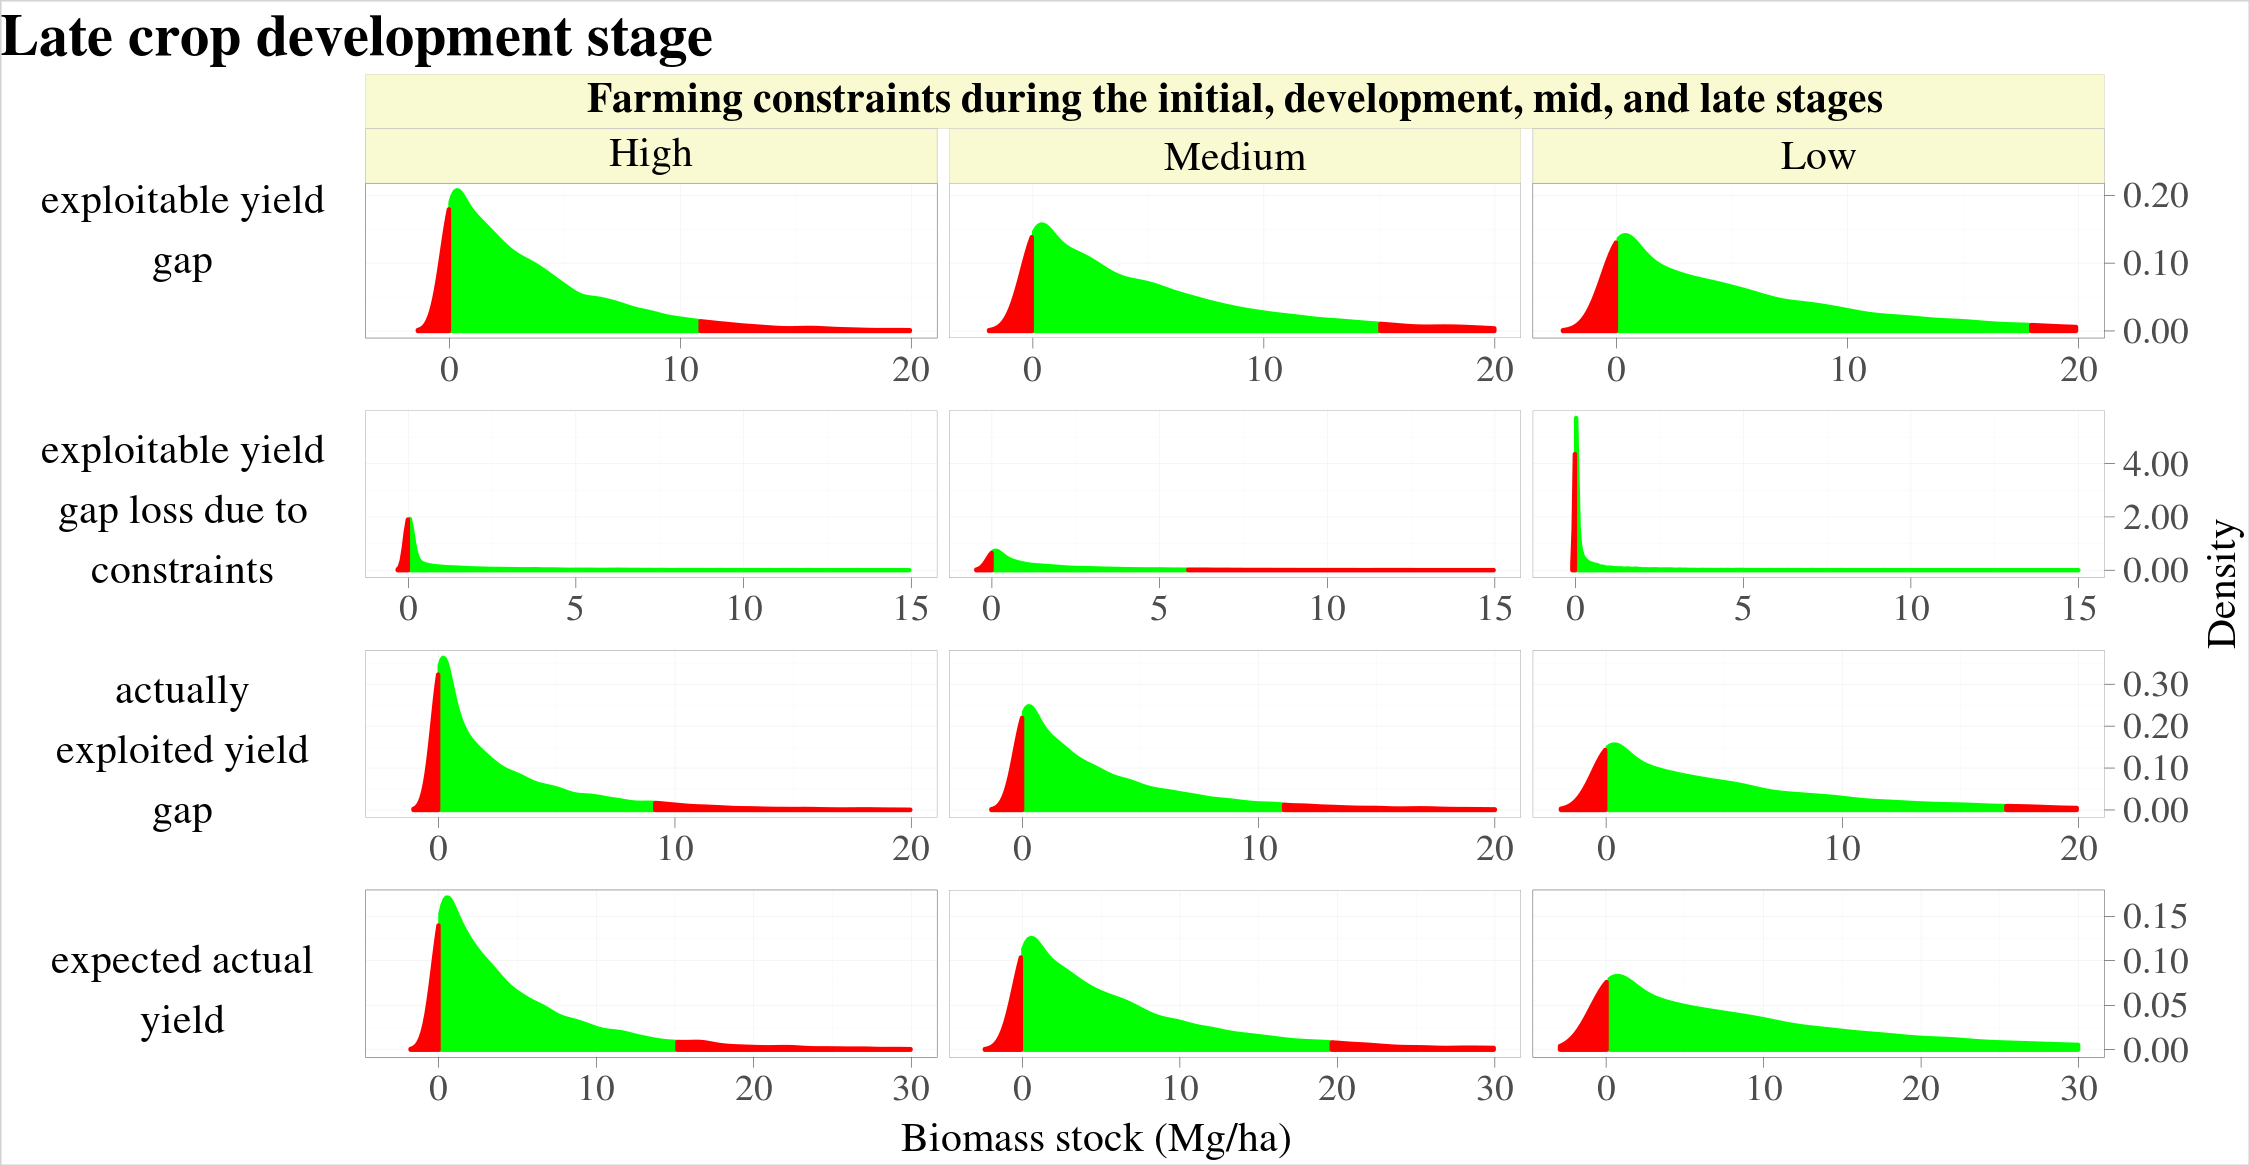 Late crop development stage
Farming constraints during the initial, development, mid, and late stages
High
Medium
Low
exploitable yield
gap
0.20
0.10
0.00
0 10 20
0 10 20
0 10 20
exploitable yield
gap loss due to
constraints
4.00
2.00
0.00
0 5 10 15
0 5 10 15
0 5 10 15
actually
exploited yield
gap
0.30
0.20
0.10
0.00
0 10 20
0 10 20
0 10 20
expected actual
yield
0.15
0.10
0.05
0.00
0 10 20 30
0 10 20 30
0 10 20 30
Biomass stock (Mg/ha)
Density